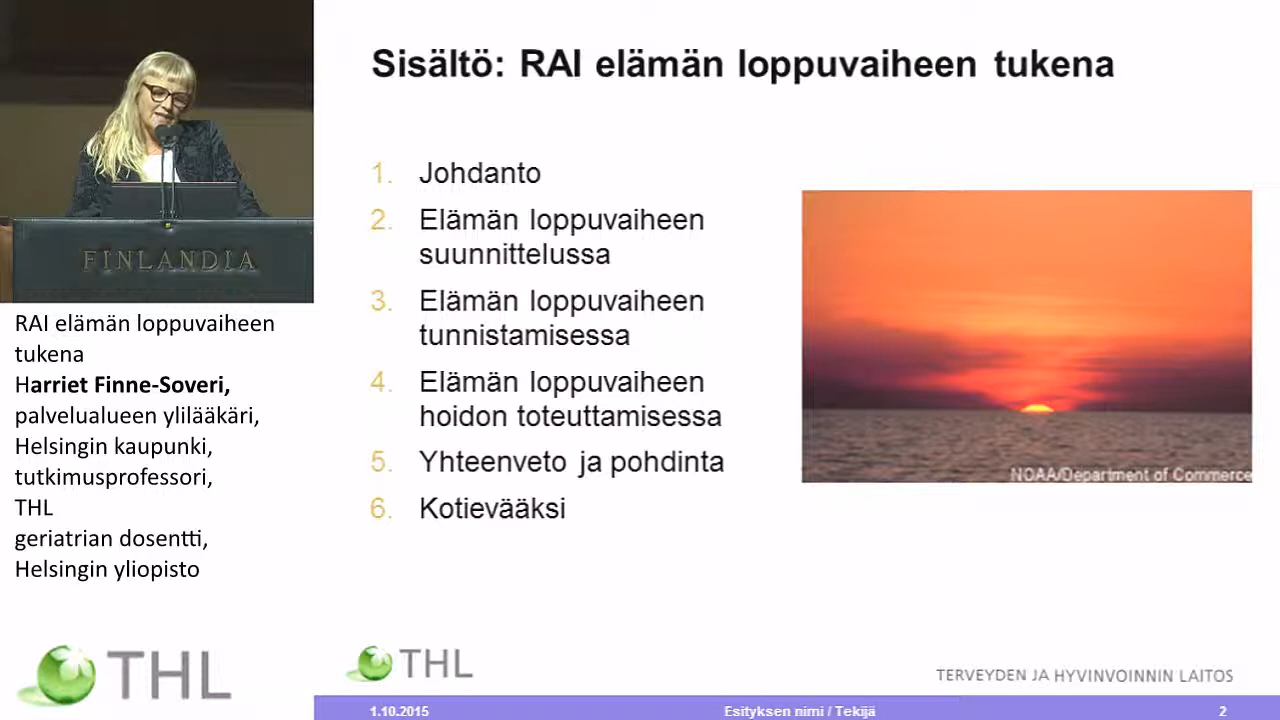 FINLANDIA
RAI elämän loppuvaiheen
tukena
Harriet Finne-Soveri,
palvelualueen ylilääkäri,
Helsingin kaupunki,
tutkimusprofessori,
THL
geriatrian dosentti,
Helsingin yliopisto
THL
Sisältö: RAI elämän loppuvaiheen tukena
1. Johdanto
2. Elämän loppuvaiheen
suunnittelussa
3. Elämän loppuvaiheen
tunnistamisessa
4. Elämän loppuvaiheen
hoidon toteuttamisessa
5. Yhteenveto ja pohdinta
6. Kotievääksi
NOAA/Department of Commerce
THL
TERVEYDEN JA HYVINVOINNIN LAITOS
1.10.2015
Esityksen nimi / Tekijä
2